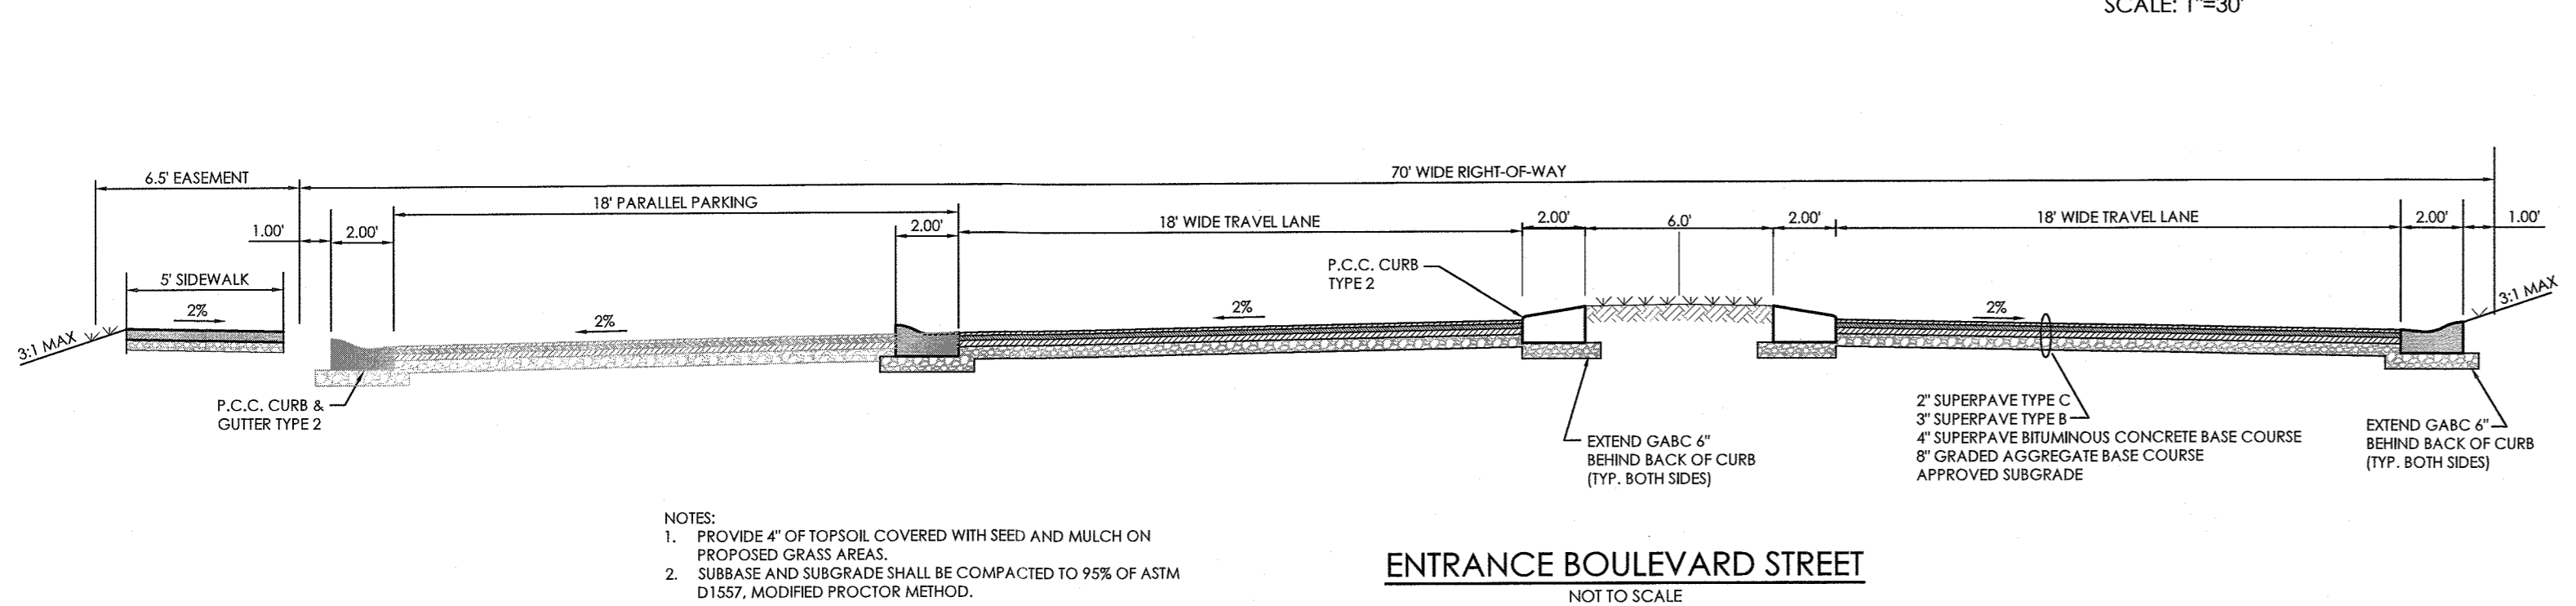 SCALE: 1"=30'
6.5' EASEMENT
70' WIDE RIGHT-OF-WAY
18' PARALLEL PARKING
1.00'
2.00'
2.00'
18' WIDE TRAVEL LANE
2.00'
6.0'
2.00'
18' WIDE TRAVEL LANE
2.00'
1.00'
5' SIDEWALK
2%
2%
2%
2%
3:1 MAX
3:1 MAX
P.C.C. CURB
TYPE 2
P.C.C. CURB &
GUTTER TYPE 2
EXTEND GABC 6"
BEHIND BACK OF CURB
(TYP. BOTH SIDES)
2" SUPERPAVE TYPE C
3" SUPERPAVE TYPE B
4" SUPERPAVE BITUMINOUS CONCRETE BASE COURSE
8" GRADED AGGREGATE BASE COURSE
APPROVED SUBGRADE
EXTEND GABC 6"
BEHIND BACK OF CURB
(TYP. BOTH SIDES)
NOTES:
1. PROVIDE 4" OF TOPSOIL COVERED WITH SEED AND MULCH ON
PROPOSED GRASS AREAS.
2. SUBBASE AND SUBGRADE SHALL BE COMPACTED TO 95% OF ASTM
D1557, MODIFIED PROCTOR METHOD.
ENTRANCE BOULEVARD STREET
NOT TO SCALE